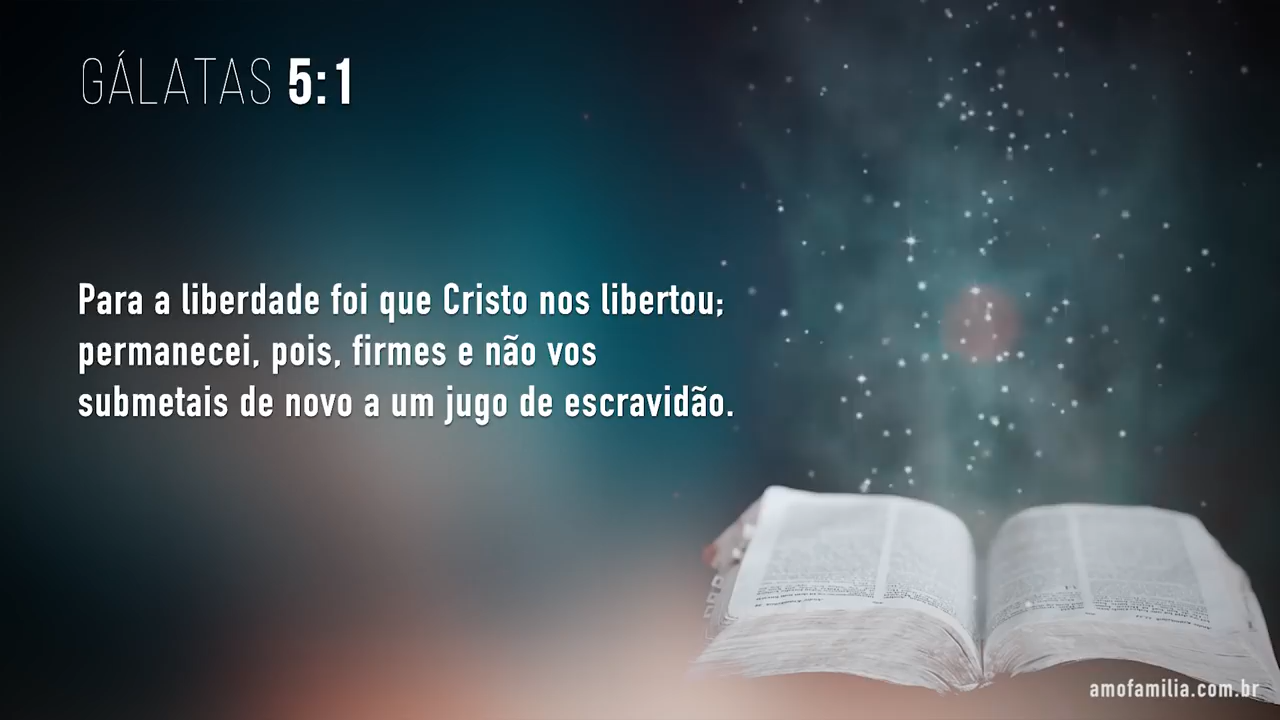 GÁLATAS 5:1
Para a liberdade foi que Cristo nos libertou;
permanecei, pois, firmes e não vos
submetais de novo a um jugo de escravidão.
amofamilia.com.br